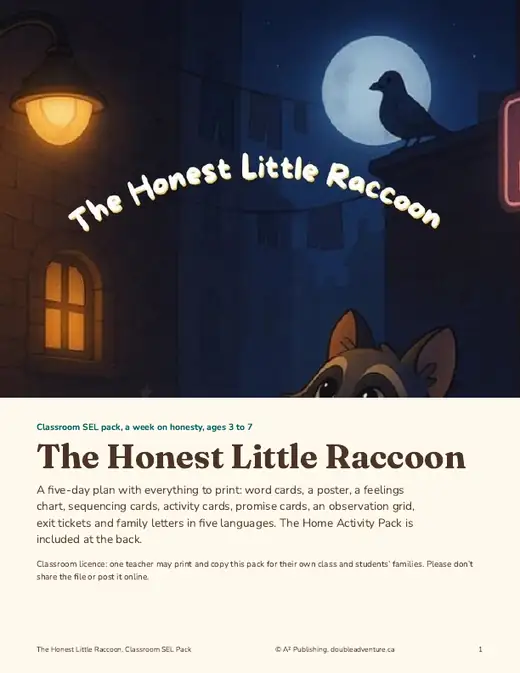 The Honest Little Raccoon
Classroom SEL pack, a week on honesty, ages 3 to 7
The Honest Little Raccoon
A five-day plan with everything to print: word cards, a poster, a feelings
chart, sequencing cards, activity cards, promise cards, an observation grid,
exit tickets and family letters in five languages. The Home Activity Pack is
included at the back.
Classroom licence: one teacher may print and copy this pack for their own class and students' families. Please don't
share the file or post it online.
The Honest Little Raccoon. Classroom SEL Pack © A² Publishing, doubleadventure.ca 1